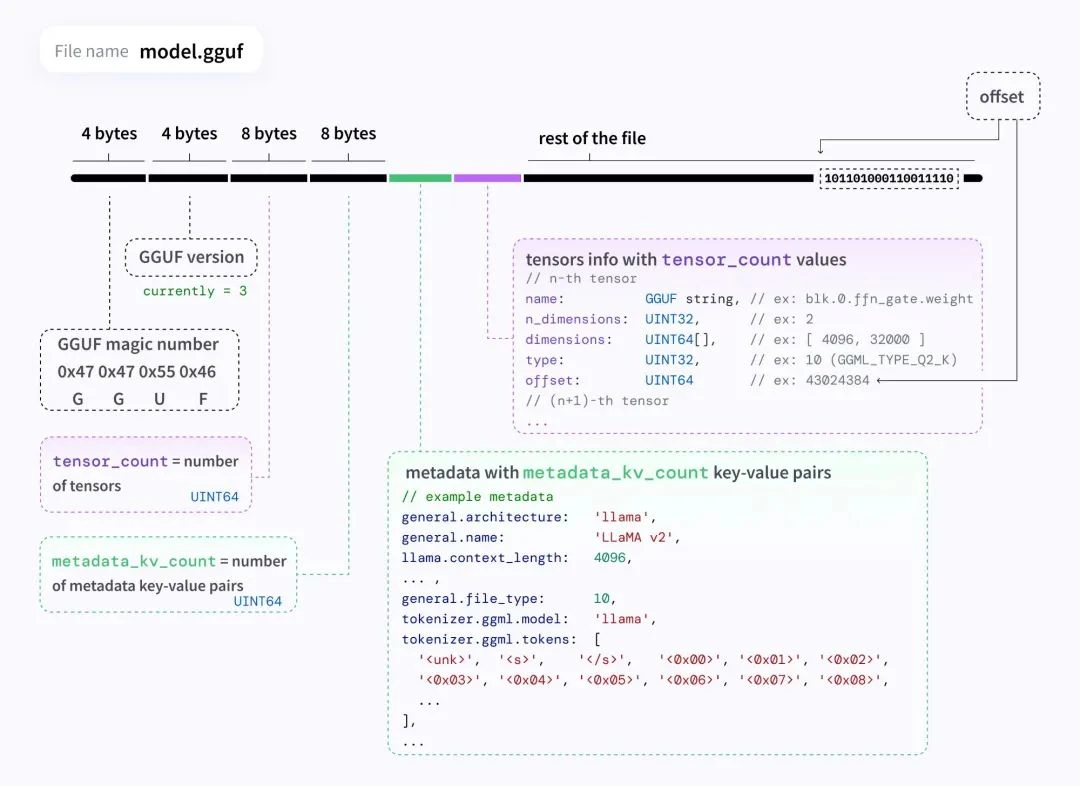 File name model.gguf
offset
4 bytes 4 bytes 8 bytes 8 bytes rest of the file
101101000110011110
GGUF version
currently = 3
GGUF magic number
0x47 0x47 0x55 0x46
G G U F
tensor_count = number
of tensors
UINT64
metadata_kv_count = number
of metadata key-value pairs
UINT64
tensors info with tensor_count values
// n-th tensor
name: GGUF string, // ex: blk.0.ffn_gate.weight
n_dimensions: UINT32, // ex: 2
dimensions: UINT64[], // ex: [ 4096, 32000 ]
type: UINT32, // ex: 10 (GGML_TYPE_Q2_K)
offset: UINT64 // ex: 43024384
// (n+1)-th tensor
...
metadata with metadata_kv_count key-value pairs
// example metadata
general.architecture: 'llama',
general.name: 'LLaMA v2',
llama.context_length: 4096,
... ,
general.file_type: 10,
tokenizer.ggml.model: 'llama',
tokenizer.ggml.tokens: [
'<unk>', '<s>', '</s>', '<0x00>', '<0x01>', '<0x02>',
'<0x03>', '<0x04>', '<0x05>', '<0x06>', '<0x07>', '<0x08>',
...
],
...